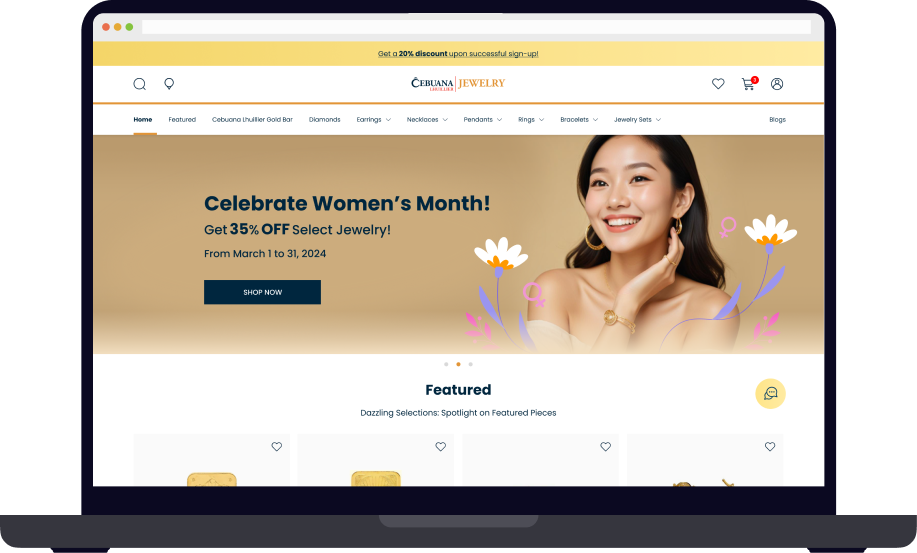 Get a 20% discount upon successful sign-up!
CEBUANA JEWELRY
LHUILLIER
1
Home Featured Cebuana Lhuillier Gold Bar Diamonds Earrings Necklaces Pendants Rings Bracelets Jewelry Sets Blogs
Celebrate Women's Month!
Get 35% OFF Select Jewelry!
From March 1 to 31, 2024
SHOP NOW
Featured
Dazzling Selections: Spotlight on Featured Pieces